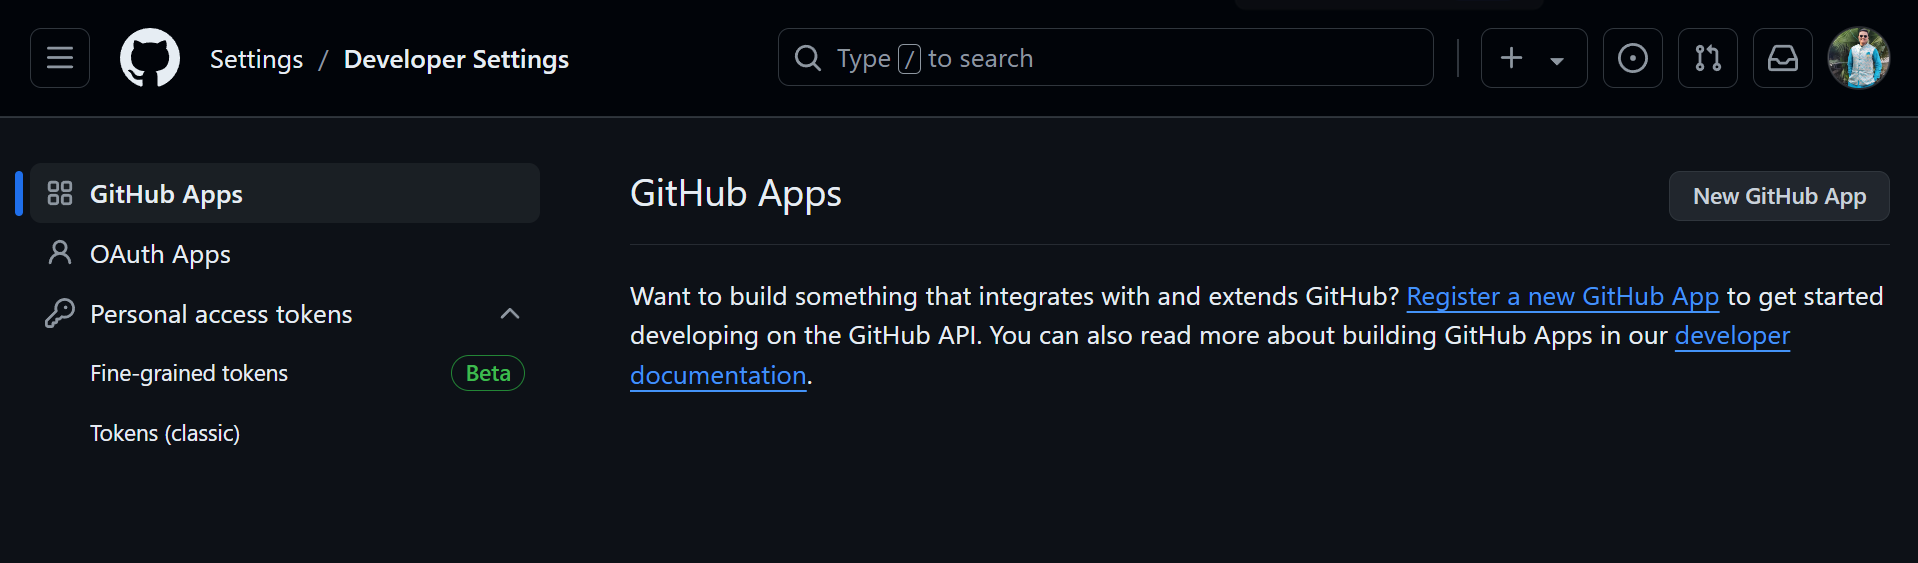 Settings / Developer Settings
Type / to search
GitHub Apps
OAuth Apps
Personal access tokens
Fine-grained tokens
Beta
Tokens (classic)
GitHub Apps
New GitHub App
Want to build something that integrates with and extends GitHub? Register a new GitHub App to get started
developing on the GitHub API. You can also read more about building GitHub Apps in our developer
documentation.